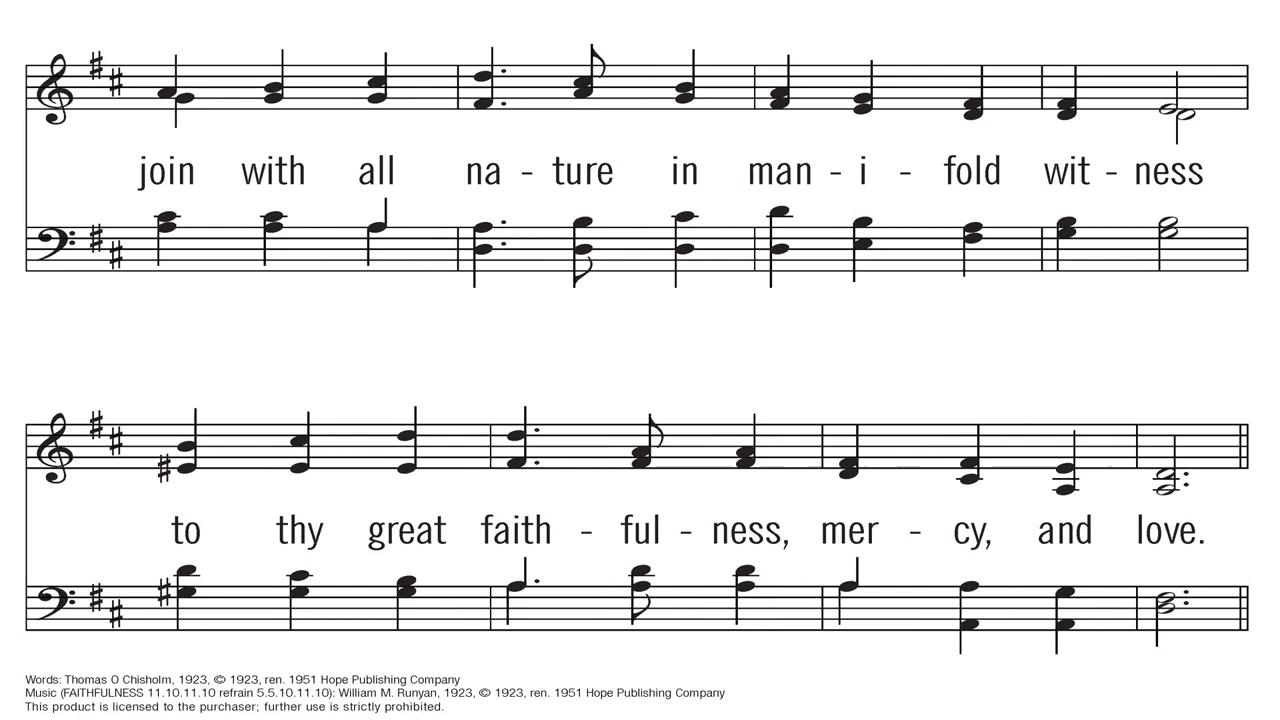 join with all na - ture in man - i - fold wit - ness
to thy great faith - ful - ness, mer - cy, and love.
Words: Thomas O Chisholm, 1923, © 1923, ren. 1951 Hope Publishing Company
Music (FAITHFULNESS 11.10.11.10 refrain 5.5.10.11.10): William M. Runyan, 1923, © 1923, ren. 1951 Hope Publishing Company
This product is licensed to the purchaser; further use is strictly prohibited.